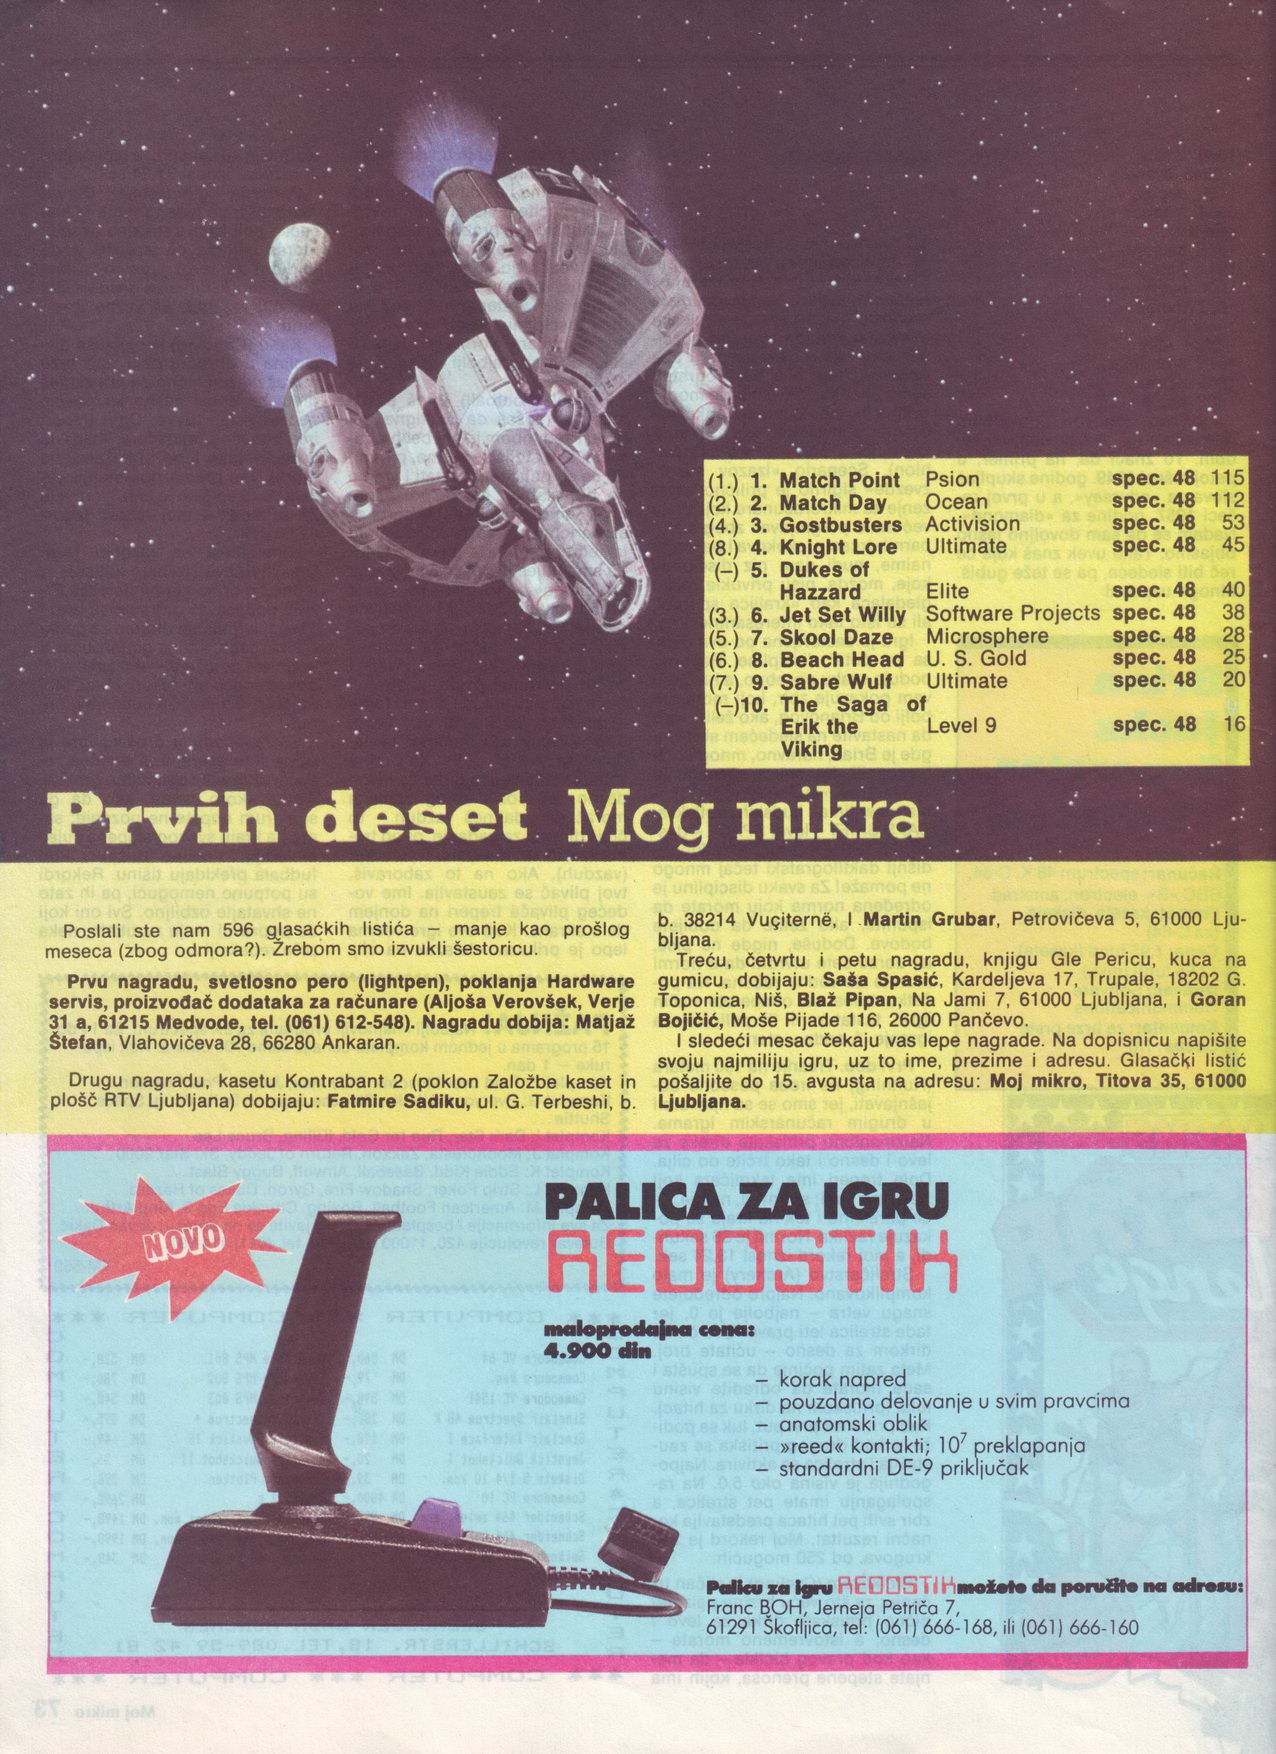 (1.) 1. Match Point Psion spec. 48 115
(2.) 2. Match Day Ocean spec. 48 112
(4.) 3. Gostbusters Activision spec. 48 53
(8.) 4. Knight Lore Ultimate spec. 48 45
(–) 5. Dukes of
Hazzard Elite spec. 48 40
(3.) 6. Jet Set Willy Software Projects spec. 48 38
(5.) 7. Skool Daze Microsphere spec. 48 28
(6.) 8. Beach Head U. S. Gold spec. 48 25
(7.) 9. Sabre Wulf Ultimate spec. 48 20
(–)10. The Saga of
Erik the Level 9 spec. 48 16
Viking
Prvih deset Mog mikra
Poslali ste nam 596 glasaćkih listića – manje kao prošlog
meseca (zbog odmora?). Žrebom smo izvukli šestoricu.
Prvu nagradu, svetlosno pero (lightpen), poklanja Hardware
servis, proizvođač dodataka za računare (Aljoša Verovšek, Verje
31 a, 61215 Medvode, tel. (061) 612-548). Nagradu dobija: Matjaž
Štefan, Vlahovičeva 28, 66280 Ankaran.
Drugu nagradu, kasetu Kontrabant 2 (poklon Založbe kaset in
plošč RTV Ljubljana) dobijaju: Fatmire Sadiku, ul. G. Terbeshi, b.
b. 38214 Vuçiternë, I Martin Grubar, Petrovičeva 5, 61000 Lju-
bljana.
Treću, četvrtu i petu nagradu, knjigu Gle Pericu, kuca na
gumicu, dobijaju: Saša Spasić, Kardeljeva 17, Trupale, 18202 G.
Toponica, Niš, Blaž Pipan, Na Jami 7, 61000 Ljubljana, i Goran
Bojičić, Moše Pijade 116, 26000 Pančevo.
I sledeći mesac čekaju vas lepe nagrade. Na dopisnicu napišite
svoju najmiliju igru, uz to ime, prezime i adresu. Glasački listić
pošaljite do 15. avgusta na adresu: Moj mikro, Titova 35, 61000
Ljubljana.
NOVO
PALICA ZA IGRU
REDOSTIK
maloprodajna cena:
4.900 din
– korak napred
– pouzdano delovanje u svim pravcima
– anatomski oblik
– »reed« kontakti; 10⁷ preklapanja
– standardni DE-9 priključak
Palicu za igru REDOSTIK možete da poručite na adresu:
Franc BOH, Jerneja Petriča 7,
61291 Škofljica, tel: (061) 666-168, ili (061) 666-160